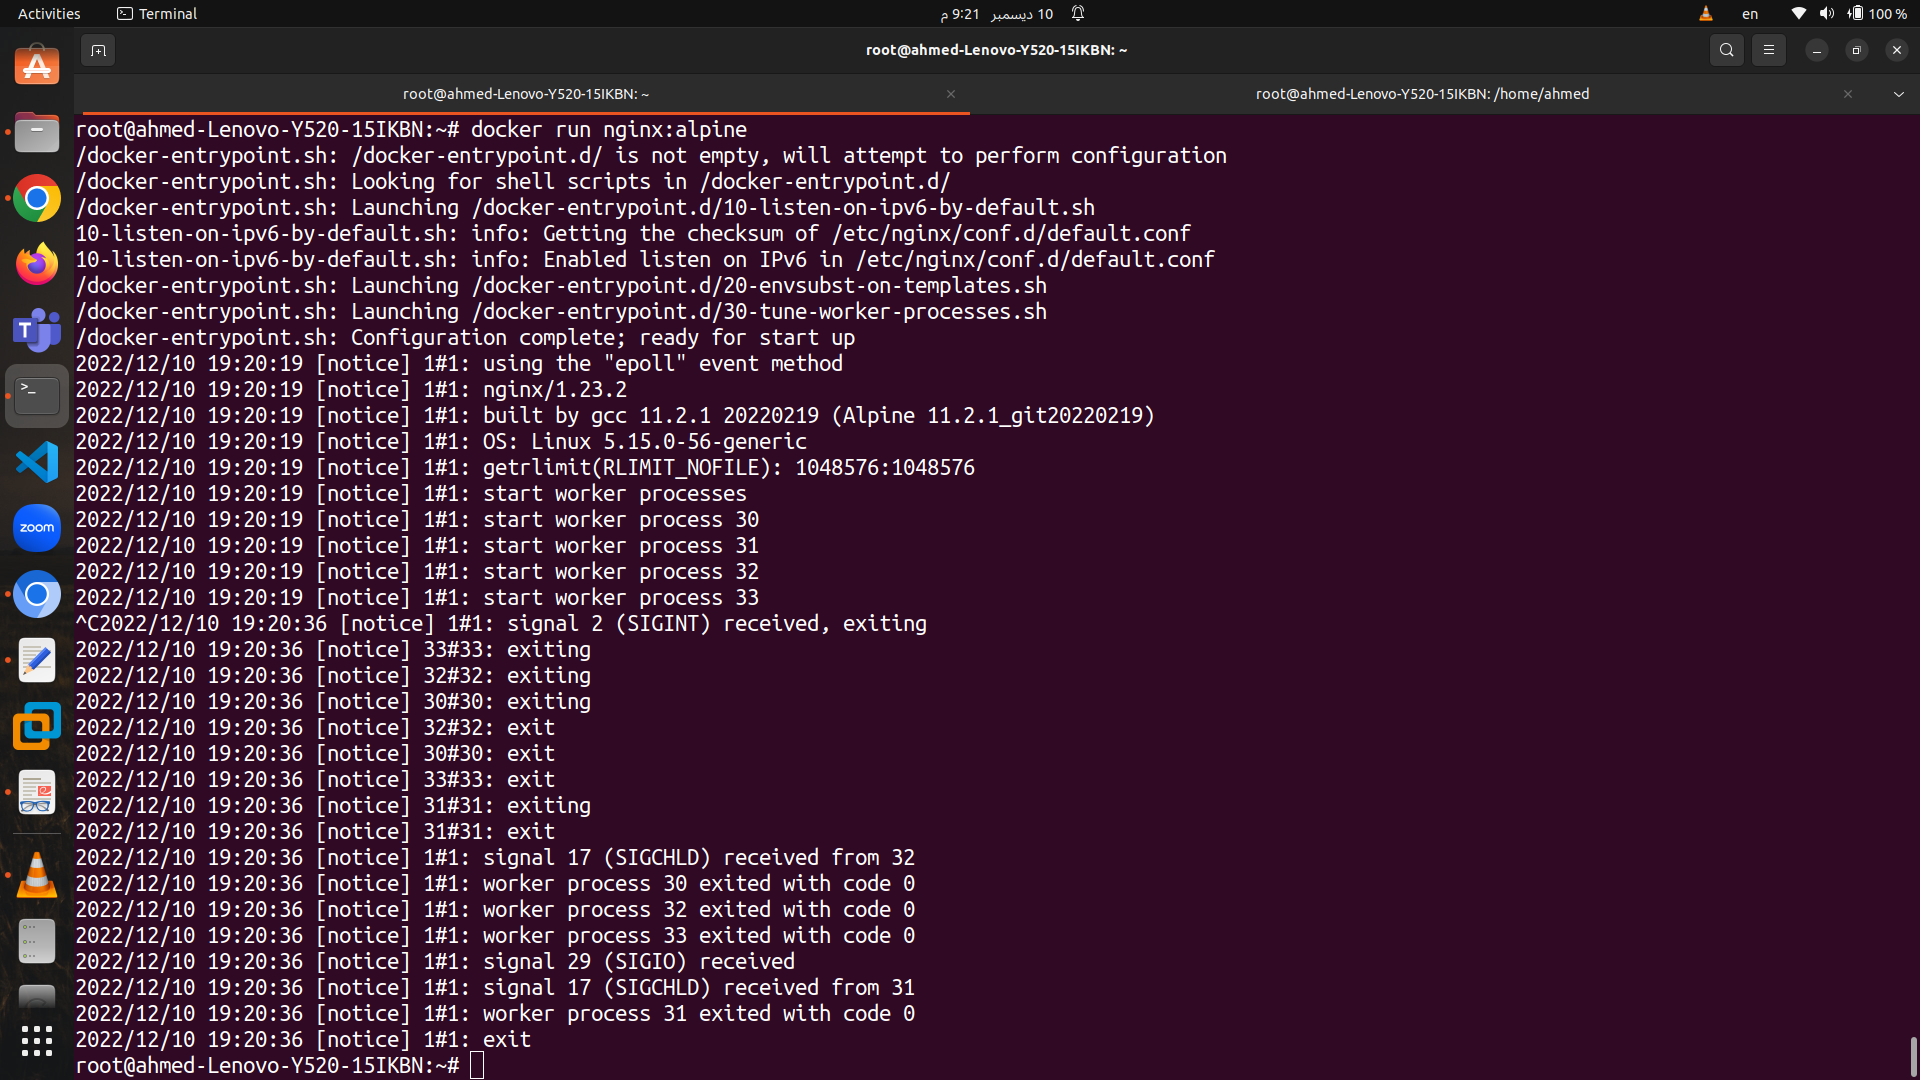 Activities
Terminal
10 ديسمبر 9:21 م
en
100 %
root@ahmed-Lenovo-Y520-15IKBN: ~
root@ahmed-Lenovo-Y520-15IKBN: ~
root@ahmed-Lenovo-Y520-15IKBN: /home/ahmed
root@ahmed-Lenovo-Y520-15IKBN:~# docker run nginx:alpine
/docker-entrypoint.sh: /docker-entrypoint.d/ is not empty, will attempt to perform configuration
/docker-entrypoint.sh: Looking for shell scripts in /docker-entrypoint.d/
/docker-entrypoint.sh: Launching /docker-entrypoint.d/10-listen-on-ipv6-by-default.sh
10-listen-on-ipv6-by-default.sh: info: Getting the checksum of /etc/nginx/conf.d/default.conf
10-listen-on-ipv6-by-default.sh: info: Enabled listen on IPv6 in /etc/nginx/conf.d/default.conf
/docker-entrypoint.sh: Launching /docker-entrypoint.d/20-envsubst-on-templates.sh
/docker-entrypoint.sh: Launching /docker-entrypoint.d/30-tune-worker-processes.sh
/docker-entrypoint.sh: Configuration complete; ready for start up
2022/12/10 19:20:19 [notice] 1#1: using the "epoll" event method
2022/12/10 19:20:19 [notice] 1#1: nginx/1.23.2
2022/12/10 19:20:19 [notice] 1#1: built by gcc 11.2.1 20220219 (Alpine 11.2.1_git20220219)
2022/12/10 19:20:19 [notice] 1#1: OS: Linux 5.15.0-56-generic
2022/12/10 19:20:19 [notice] 1#1: getrlimit(RLIMIT_NOFILE): 1048576:1048576
2022/12/10 19:20:19 [notice] 1#1: start worker processes
2022/12/10 19:20:19 [notice] 1#1: start worker process 30
2022/12/10 19:20:19 [notice] 1#1: start worker process 31
2022/12/10 19:20:19 [notice] 1#1: start worker process 32
2022/12/10 19:20:19 [notice] 1#1: start worker process 33
^C2022/12/10 19:20:36 [notice] 1#1: signal 2 (SIGINT) received, exiting
2022/12/10 19:20:36 [notice] 33#33: exiting
2022/12/10 19:20:36 [notice] 32#32: exiting
2022/12/10 19:20:36 [notice] 30#30: exiting
2022/12/10 19:20:36 [notice] 32#32: exit
2022/12/10 19:20:36 [notice] 30#30: exit
2022/12/10 19:20:36 [notice] 33#33: exit
2022/12/10 19:20:36 [notice] 31#31: exiting
2022/12/10 19:20:36 [notice] 31#31: exit
2022/12/10 19:20:36 [notice] 1#1: signal 17 (SIGCHLD) received from 32
2022/12/10 19:20:36 [notice] 1#1: worker process 30 exited with code 0
2022/12/10 19:20:36 [notice] 1#1: worker process 32 exited with code 0
2022/12/10 19:20:36 [notice] 1#1: worker process 33 exited with code 0
2022/12/10 19:20:36 [notice] 1#1: signal 29 (SIGIO) received
2022/12/10 19:20:36 [notice] 1#1: signal 17 (SIGCHLD) received from 31
2022/12/10 19:20:36 [notice] 1#1: worker process 31 exited with code 0
2022/12/10 19:20:36 [notice] 1#1: exit
root@ahmed-Lenovo-Y520-15IKBN:~#
zoom